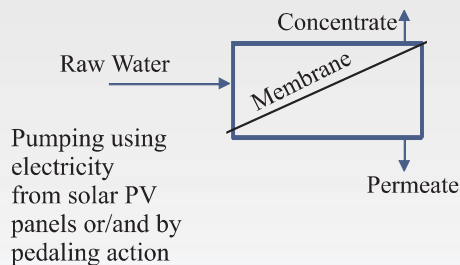 Concentrate
Raw Water
Membrane
Permeate
Pumping using
electricity
from solar PV
panels or/and by
pedaling action